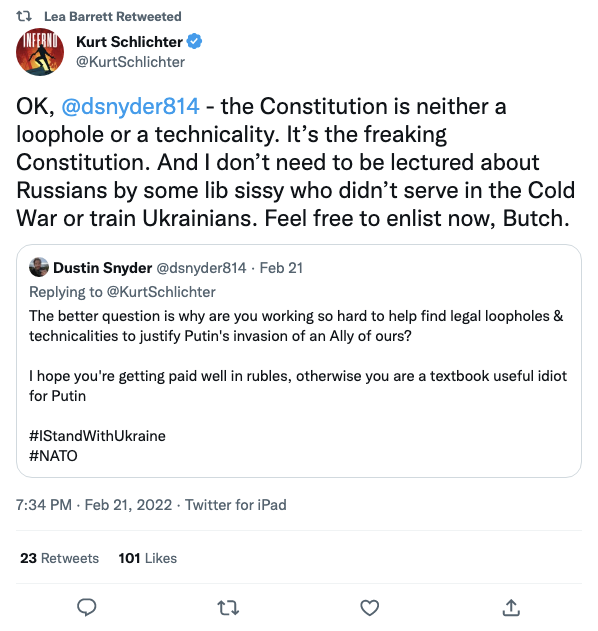 Lea Barrett Retweeted
INFERNO
Kurt Schlichter
@KurtSchlichter
OK, @dsnyder814 - the Constitution is neither a
loophole or a technicality. It’s the freaking
Constitution. And I don’t need to be lectured about
Russians by some lib sissy who didn’t serve in the Cold
War or train Ukrainians. Feel free to enlist now, Butch.
Dustin Snyder @dsnyder814 · Feb 21
Replying to @KurtSchlichter
The better question is why are you working so hard to help find legal loopholes &
technicalities to justify Putin's invasion of an Ally of ours?
I hope you're getting paid well in rubles, otherwise you are a textbook useful idiot
for Putin
#IStandWithUkraine
#NATO
7:34 PM · Feb 21, 2022 · Twitter for iPad
23 Retweets 101 Likes